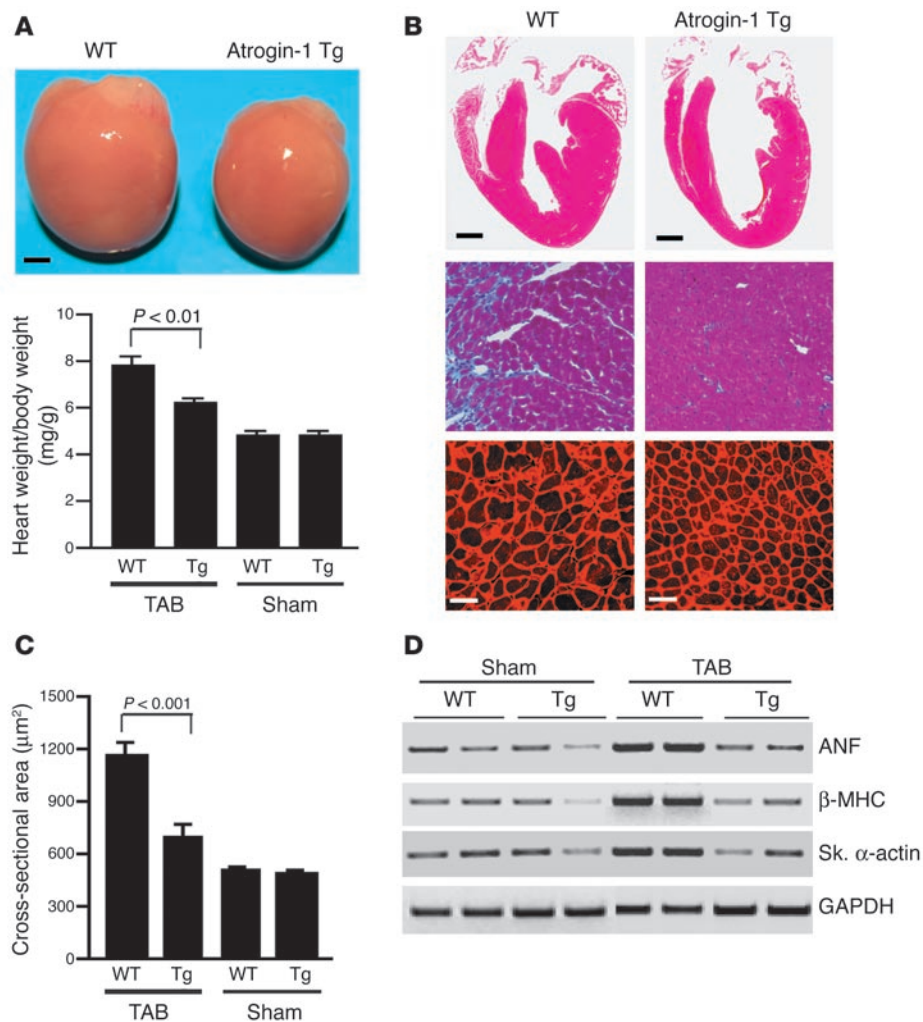 A
WT Atrogin-1 Tg
Heart weight/body weight
(mg/g)
10
8
6
4
2
0
P < 0.01
WT Tg WT Tg
TAB Sham
B
WT Atrogin-1 Tg
C
Cross-sectional area (μm²)
1500
1200
900
600
300
0
P < 0.001
WT Tg WT Tg
TAB Sham
D
Sham TAB
WT Tg WT Tg
ANF
β-MHC
Sk. α-actin
GAPDH